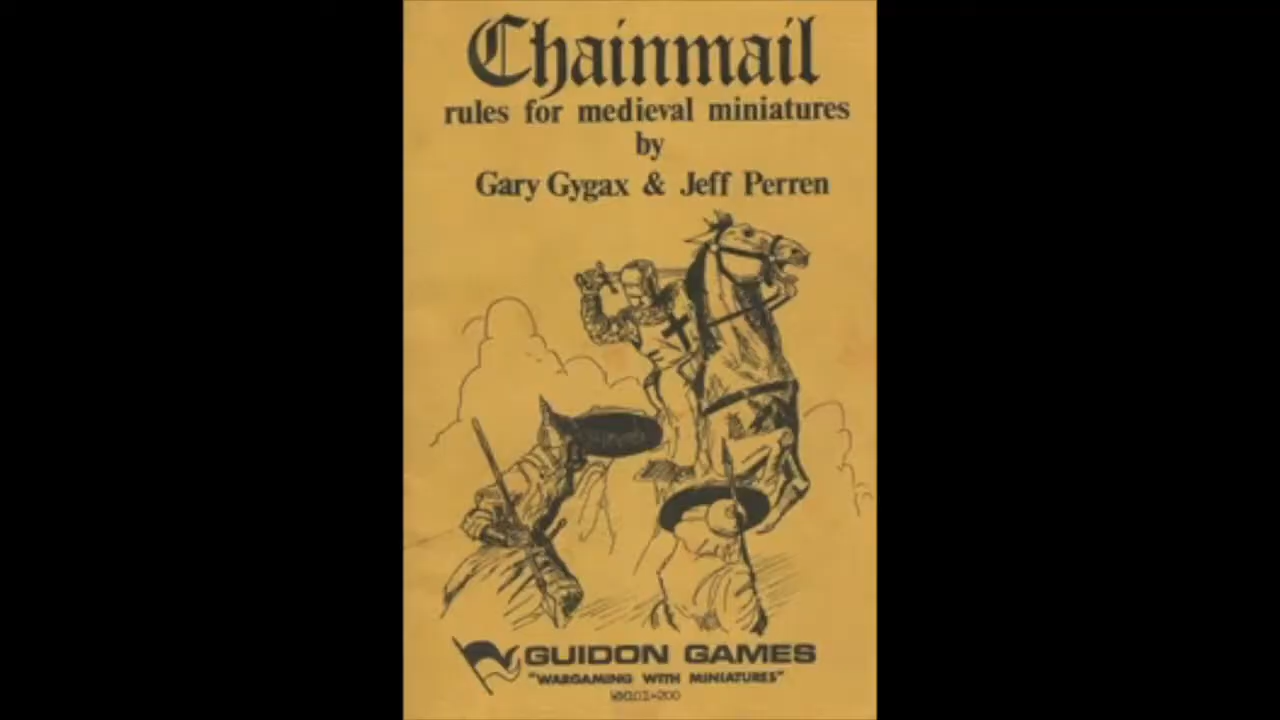 Chainmail
rules for medieval miniatures
by
Gary Gygax & Jeff Perren
GUIDON GAMES
"WARGAMING WITH MINIATURES"